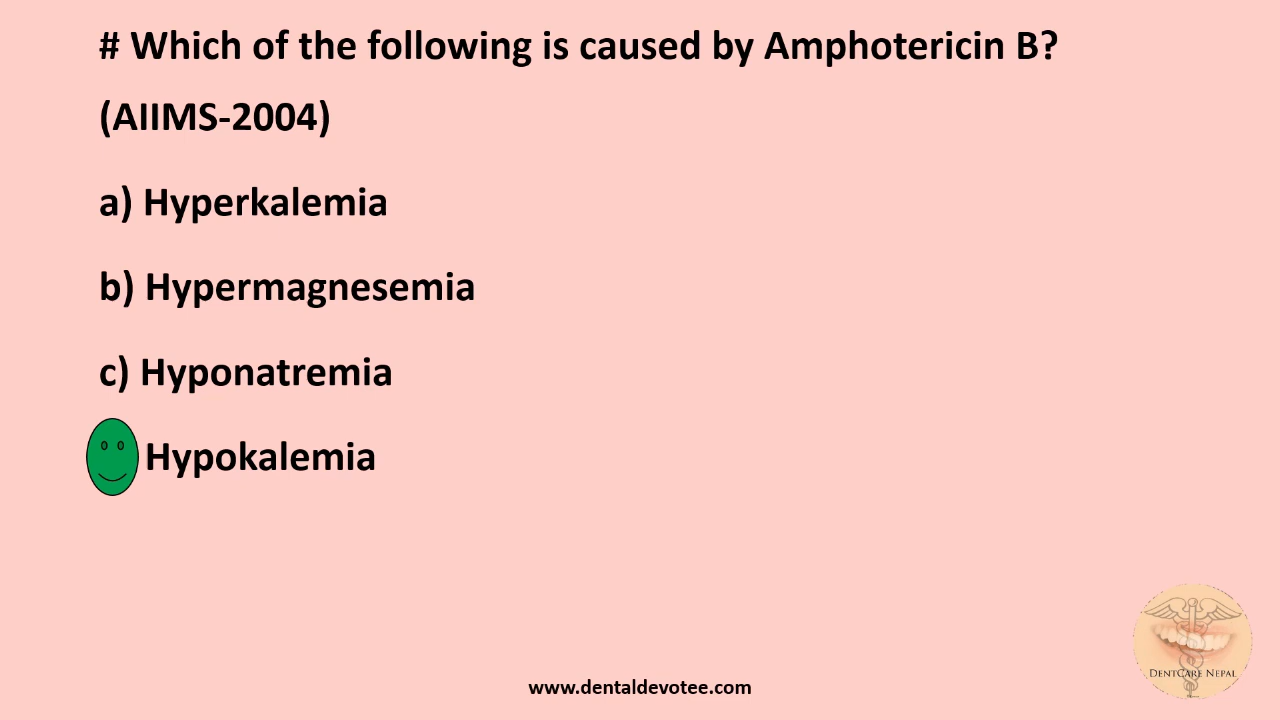 # Which of the following is caused by Amphotericin B?
(AIIMS-2004)
a) Hyperkalemia
b) Hypermagnesemia
c) Hyponatremia
Hypokalemia
DENTCARE NEPAL
www.dentaldevotee.com